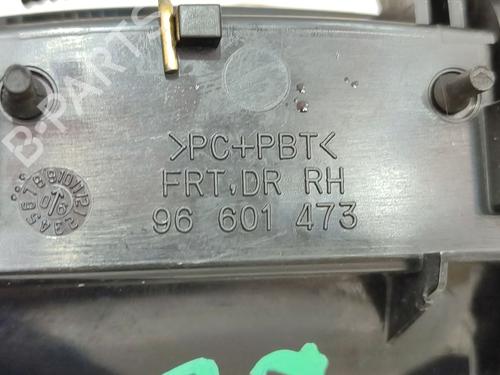 >PC+PBT<
FRT,DR RH
96 601 473
B-PARTS